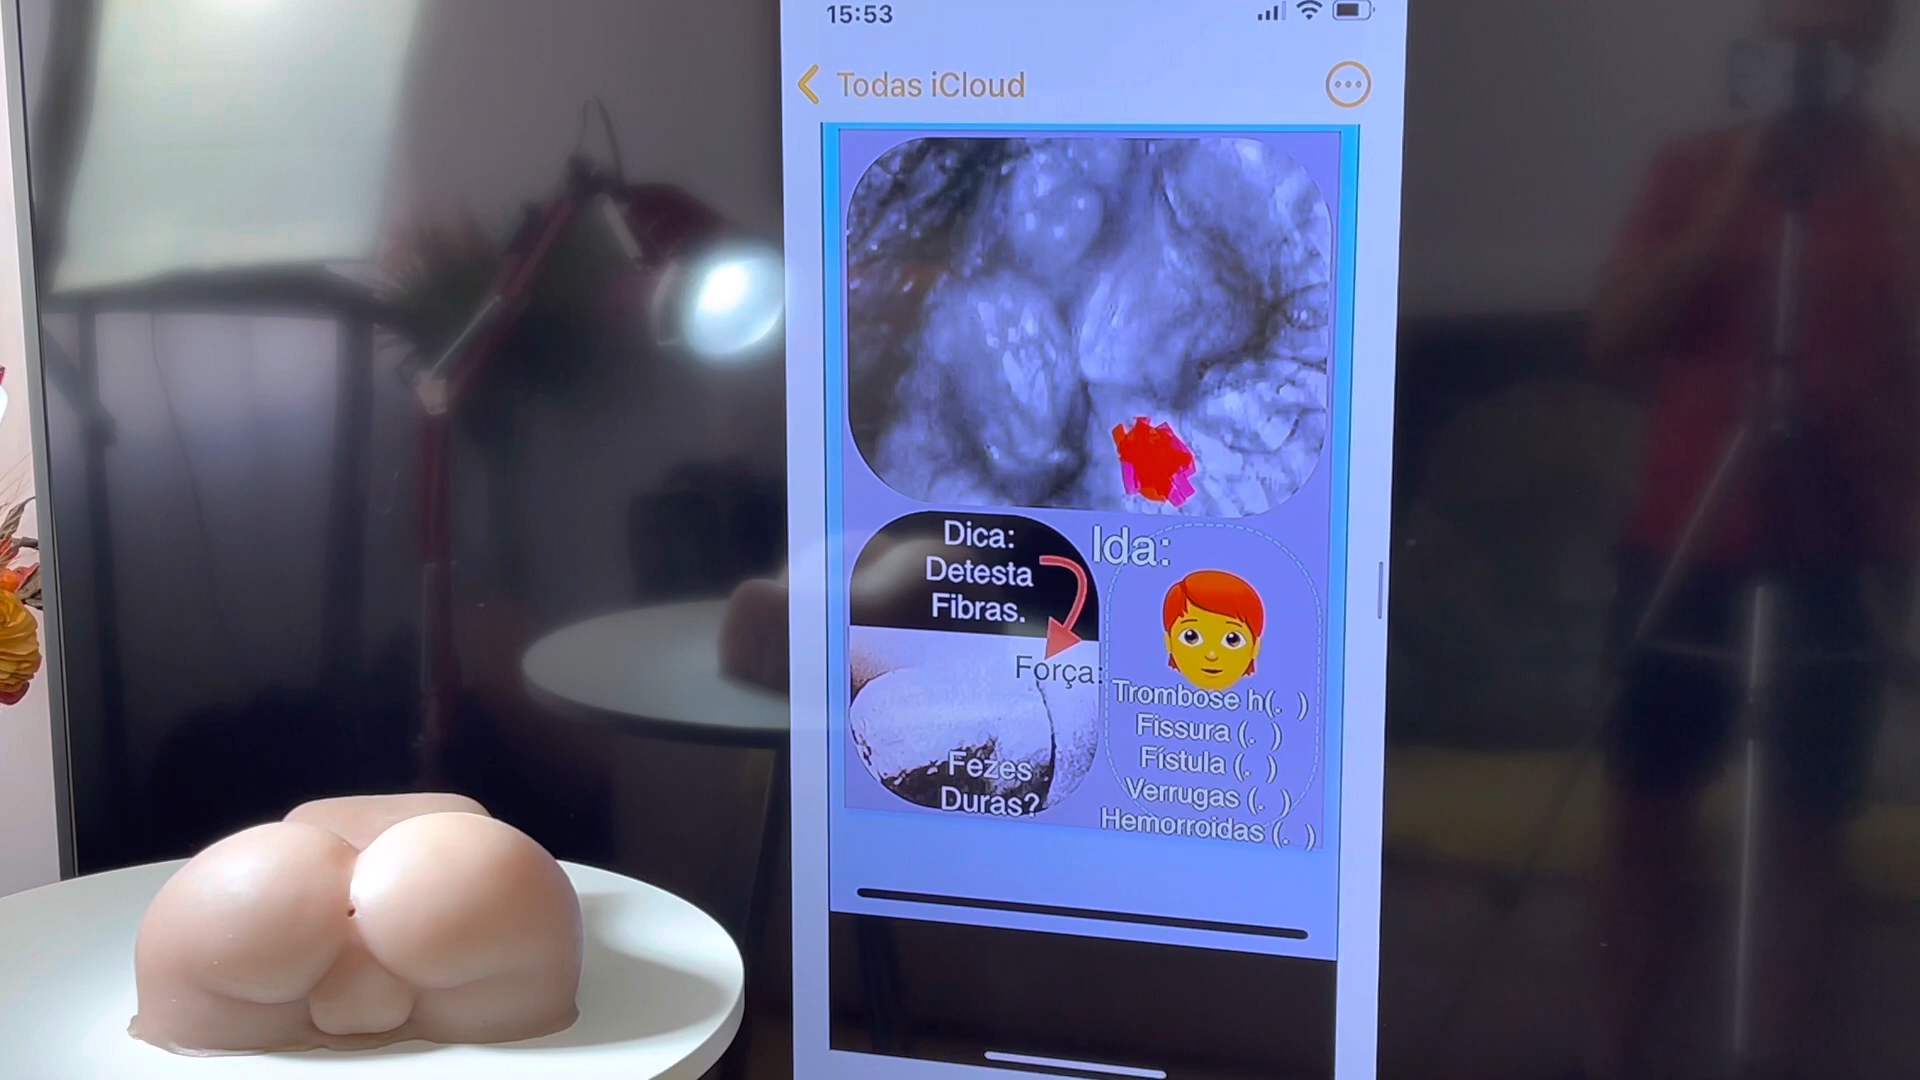 15:53
Todas iCloud
Dica:
Detesta
Fibras.
Força:
Fezes
Duras?
Ida:
Trombose h(. )
Fissura (. )
Fístula (. )
Verrugas (. )
Hemorroidas (. )